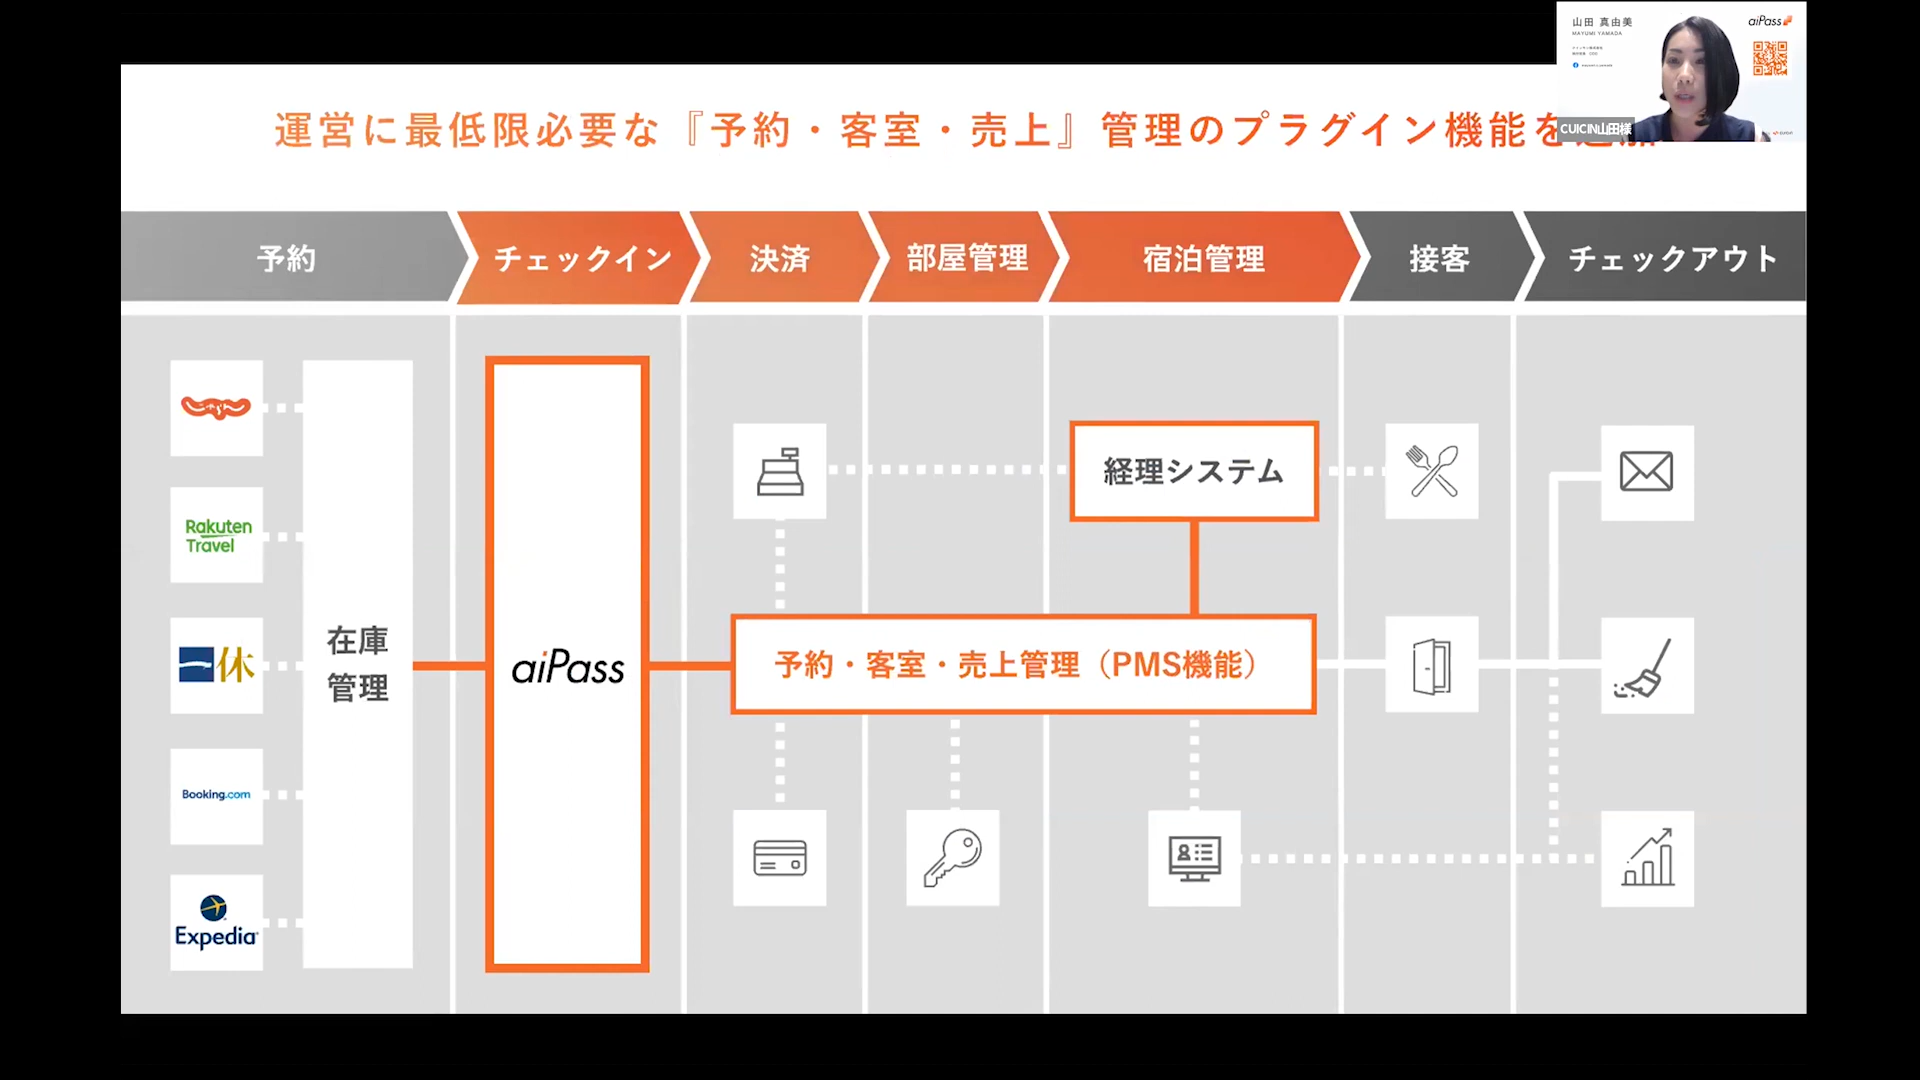 山田 真由美
MAYUMI YAMADA
aiPass
CUICIN山田様
運営に最低限必要な『予約・客室・売上』管理のプラグイン機能を
予約
チェックイン
決済
部屋管理
宿泊管理
接客
チェックアウト
じゃらん
Rakuten
Travel
一休
Booking.com
Expedia
在庫
管理
aiPass
経理システム
予約・客室・売上管理（PMS機能）